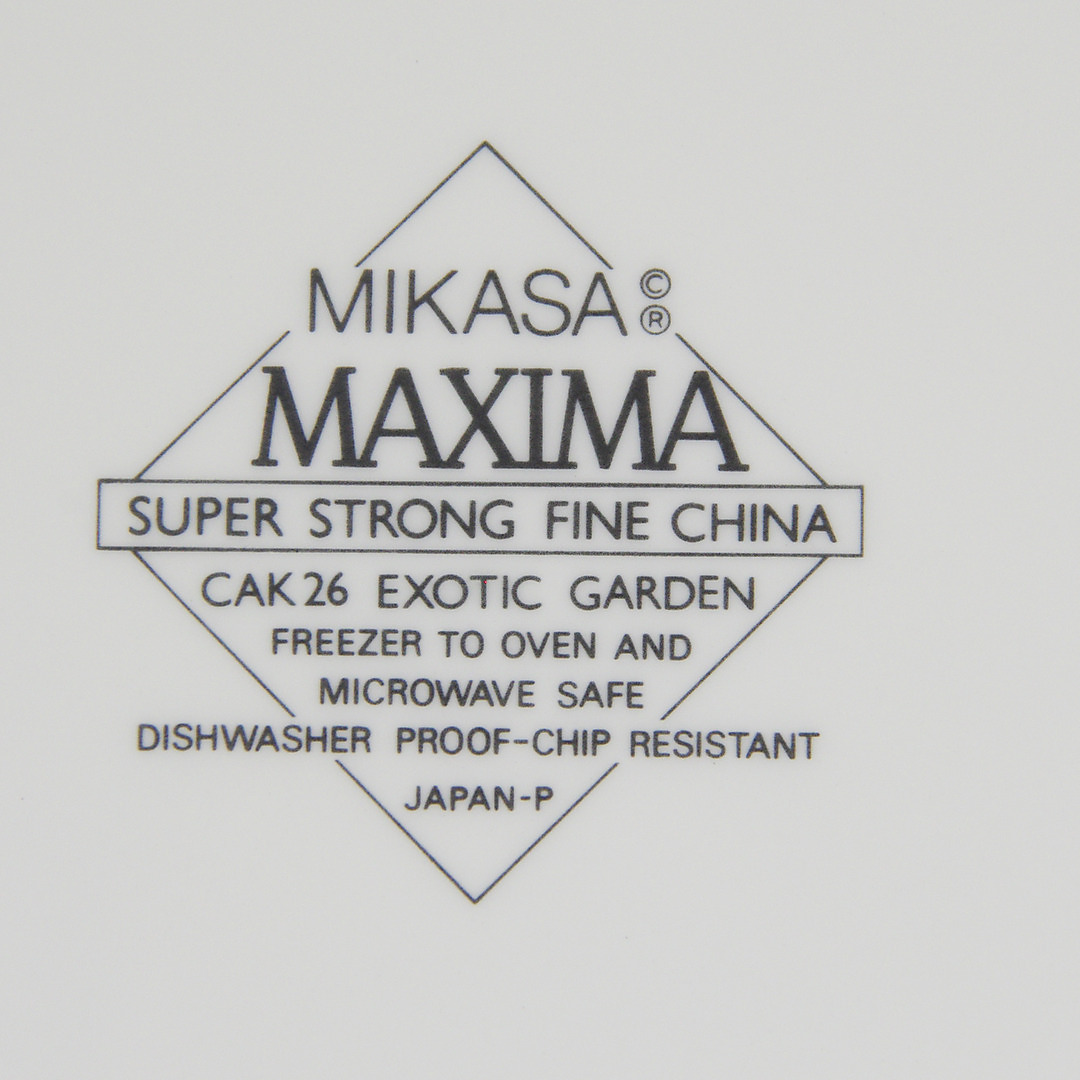 MIKASA ©®
MAXIMA
SUPER STRONG FINE CHINA
CAK26 EXOTIC GARDEN
FREEZER TO OVEN AND
MICROWAVE SAFE
DISHWASHER PROOF-CHIP RESISTANT
JAPAN-P